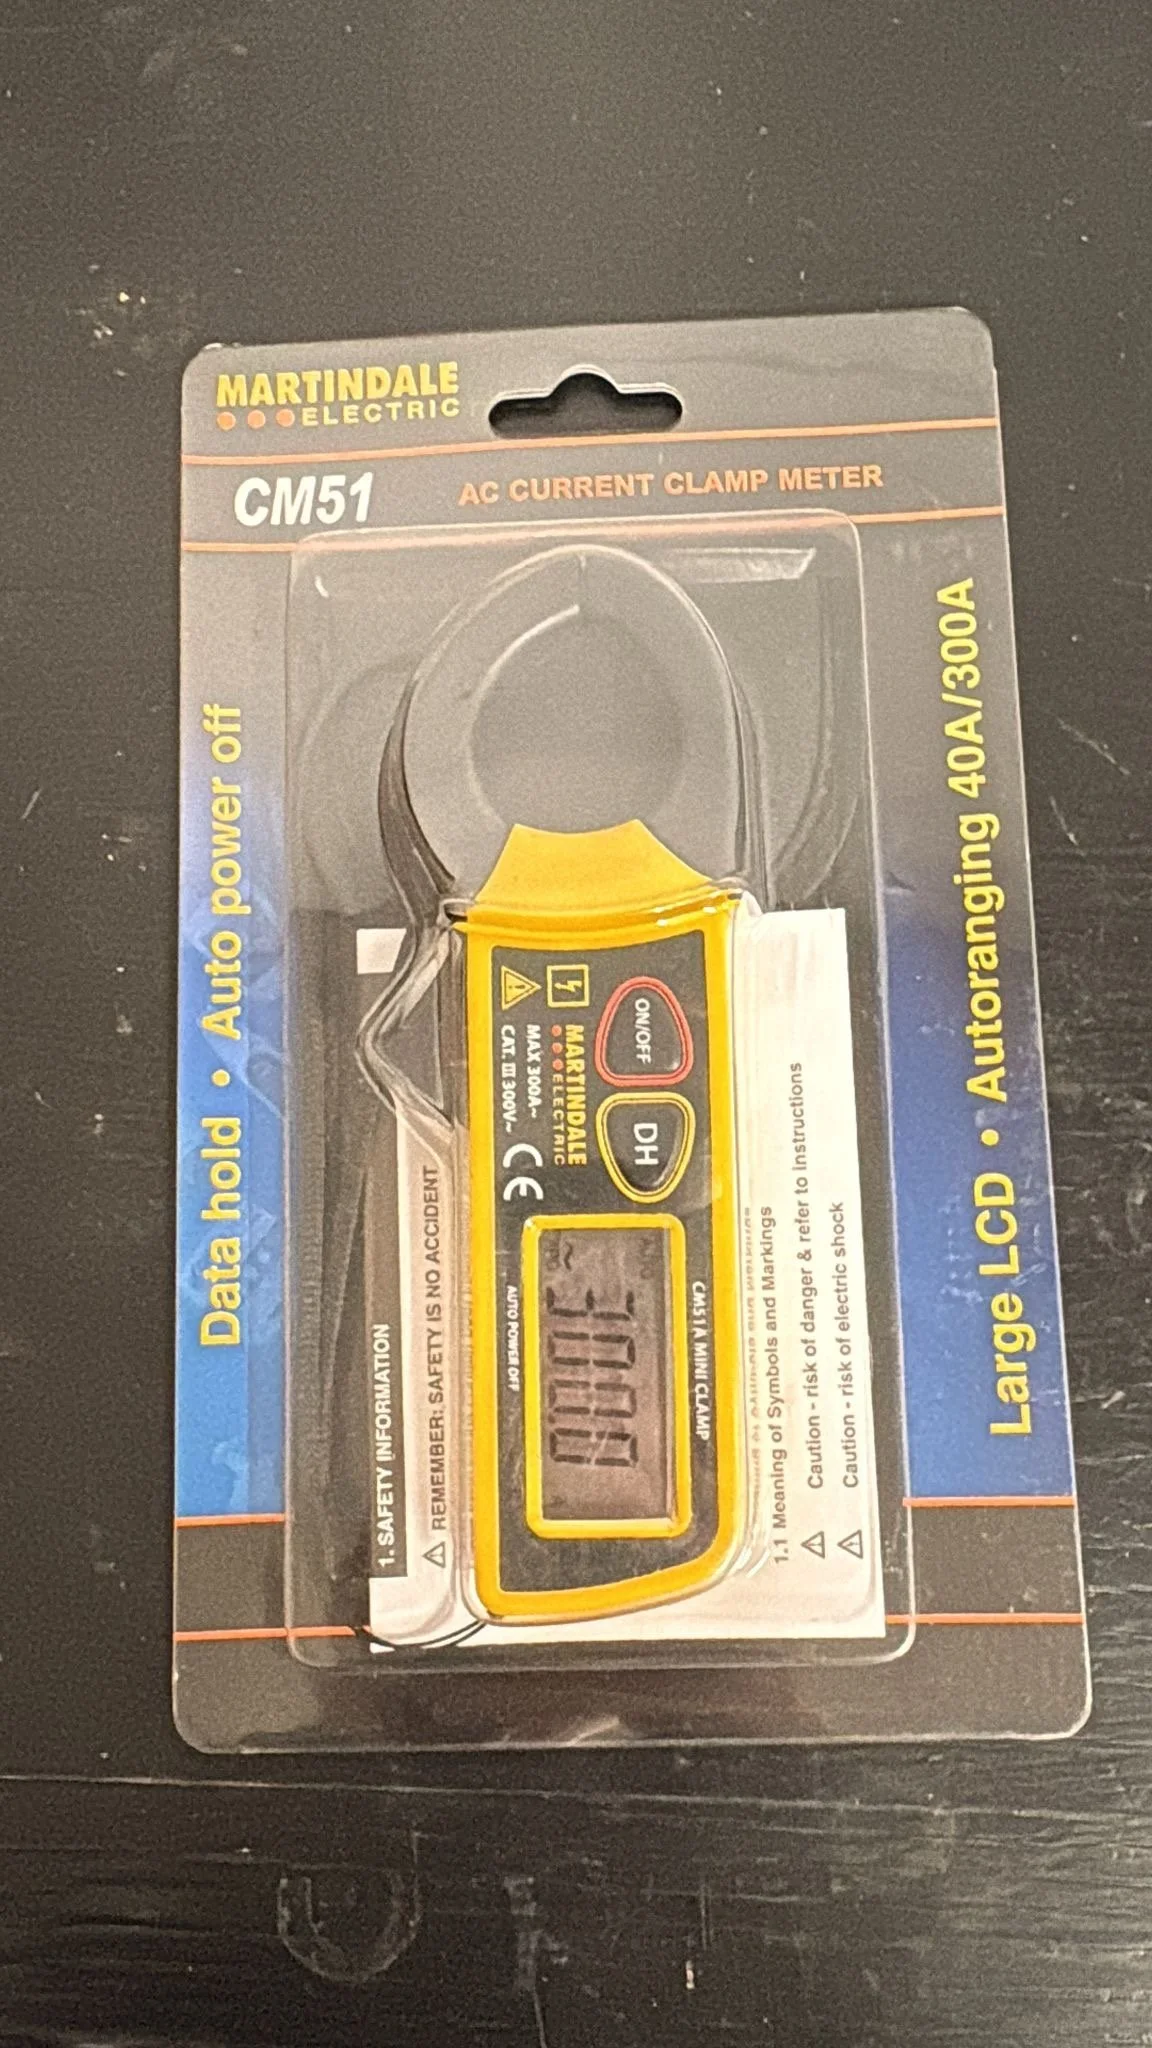 MARTINDALE
ELECTRIC
CM51
AC CURRENT CLAMP METER
Data hold • Auto power off
Large LCD • Autoranging 40A/300A
ON/OFF
DH
MARTINDALE
ELECTRIC
MAX 300A~
CAT. III 300V~
CE
CM51 A MINI CLAMP
~
300.0
AUTO POWER OFF
1. SAFETY INFORMATION
REMEMBER: SAFETY IS NO ACCIDENT
1.1 Meaning of Symbols and Markings
Caution - risk of danger & refer to instructions
Caution - risk of electric shock